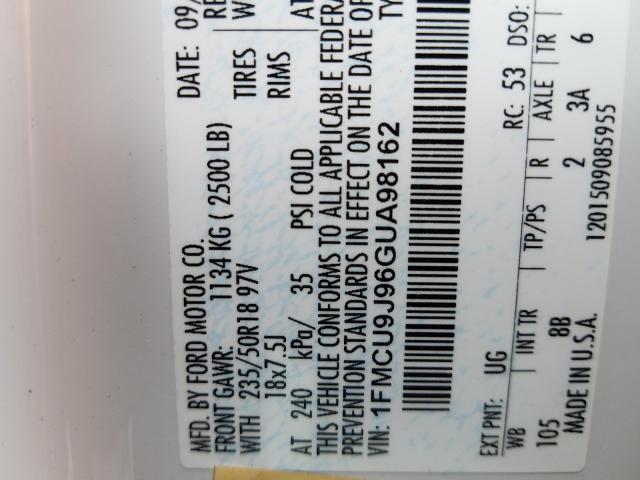 MFD. BY FORD MOTOR CO. DATE: 09/
FRONT GAWR: 1134 KG ( 2500 LB) RE
WITH 235/50R18 97V TIRES W
18x7.5J RIMS
AT 240 kPa/ 35 PSI COLD AT
THIS VEHICLE CONFORMS TO ALL APPLICABLE FEDERA
PREVENTION STANDARDS IN EFFECT ON THE DATE OF
VIN: 1FMCU9J96GUA98162 TY
EXT PNT: UG RC: 53 DSO:
WB INT TR TP/PS R AXLE TR
105 8B 2 3A 6
MADE IN U.S.A. 1201509085955